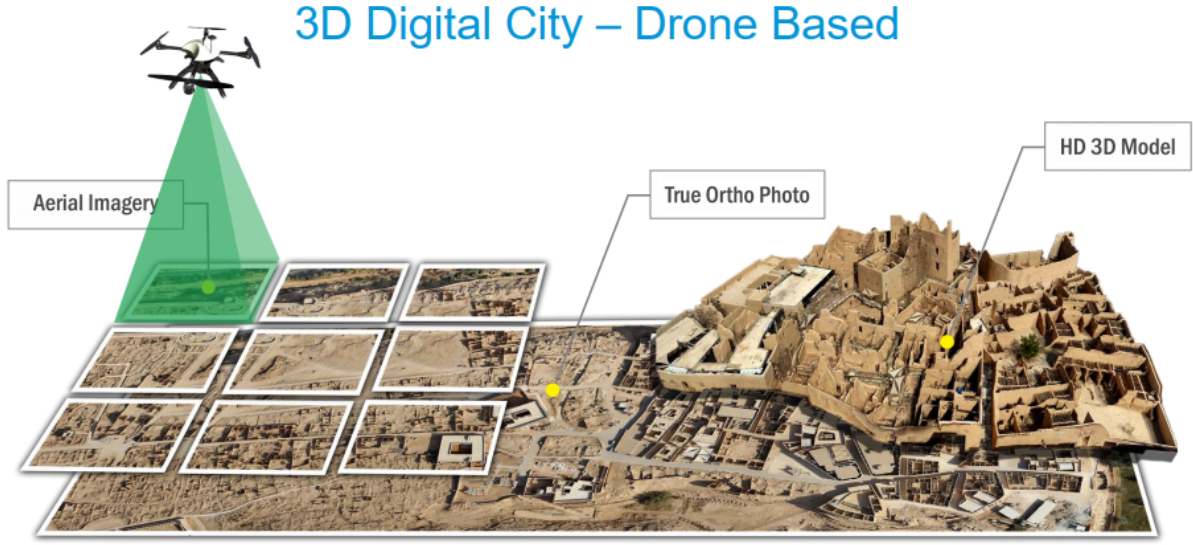 3D Digital City – Drone Based
HD 3D Model
Aerial Imagery
True Ortho Photo